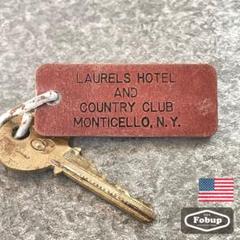 LAURELS HOTEL
AND
COUNTRY CLUB
MONTICELLO, N.Y.
Fobup